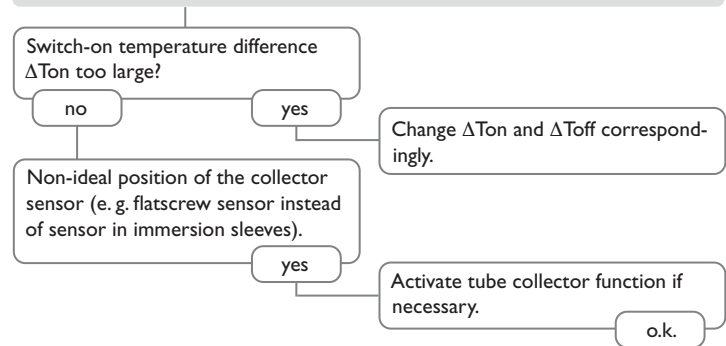 Switch-on temperature difference
ΔTon too large?
no
yes
Change ΔTon and ΔToff correspond-
ingly.
Non-ideal position of the collector
sensor (e. g. flatscrew sensor instead
of sensor in immersion sleeves).
yes
Activate tube collector function if
necessary.
o.k.